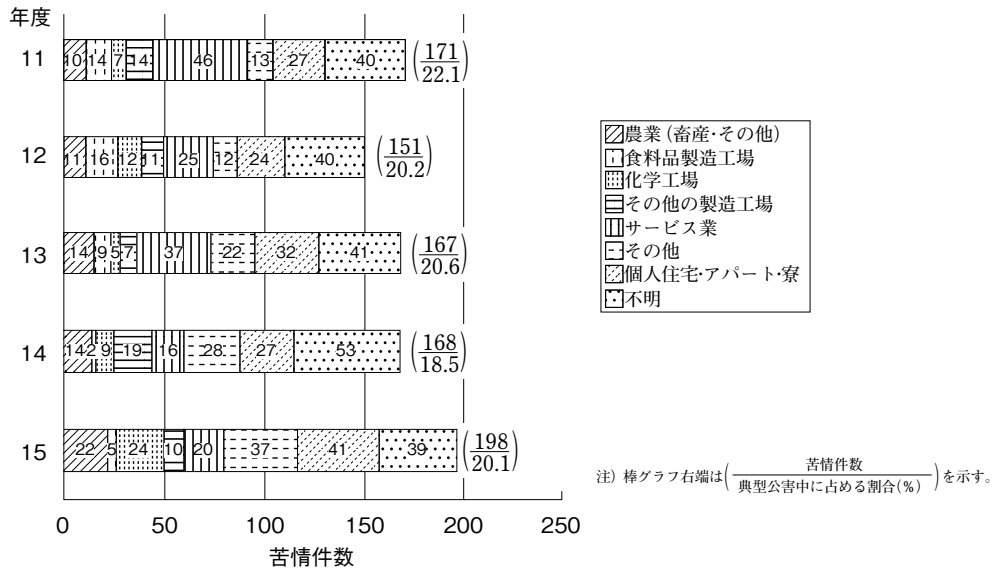 年度
11
10 14 7 14 46 13 27 40
(171/22.1)
12
11 16 12 11 25 12 24 40
(151/20.2)
13
14 9 5 7 37 22 32 41
(167/20.6)
14
14 2 9 19 16 28 27 53
(168/18.5)
15
22 5 24 10 20 37 41 39
(198/20.1)
0 50 100 150 200 250
苦情件数
農業(畜産・その他)
食料品製造工場
化学工場
その他の製造工場
サービス業
その他
個人住宅・アパート・寮
不明
注) 棒グラフ右端は(苦情件数/典型公害中に占める割合(%))を示す。